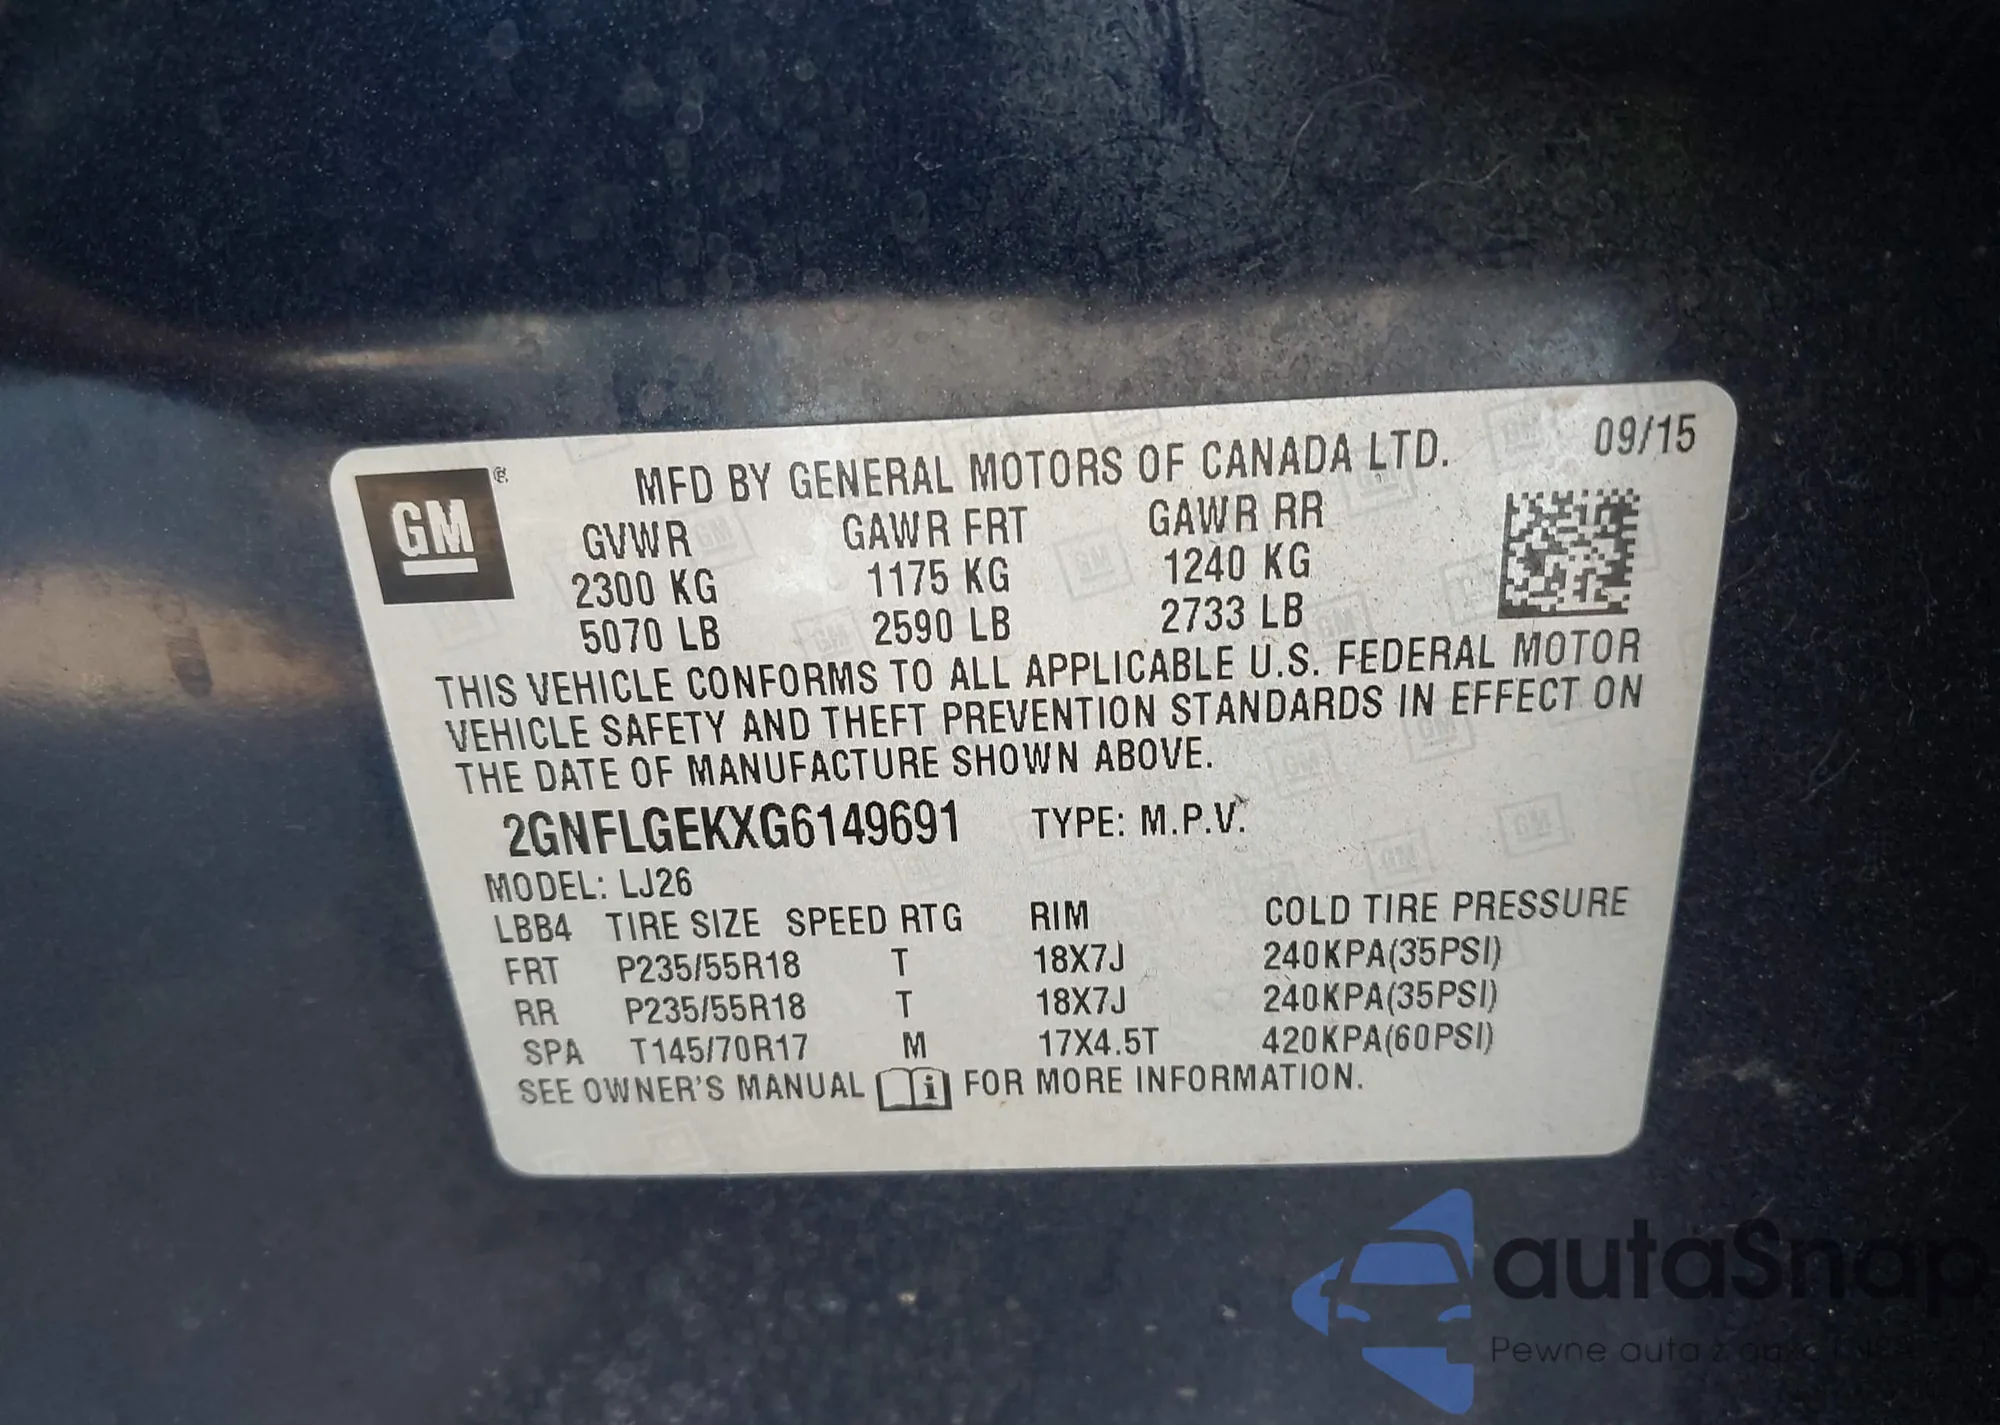 09/15
GM ®
MFD BY GENERAL MOTORS OF CANADA LTD.
GVWR GAWR FRT GAWR RR
2300 KG 1175 KG 1240 KG
5070 LB 2590 LB 2733 LB
THIS VEHICLE CONFORMS TO ALL APPLICABLE U.S. FEDERAL MOTOR
VEHICLE SAFETY AND THEFT PREVENTION STANDARDS IN EFFECT ON
THE DATE OF MANUFACTURE SHOWN ABOVE.
2GNFLGEKXG6149691 TYPE: M.P.V.
MODEL: LJ26
LBB4 TIRE SIZE SPEED RTG RIM COLD TIRE PRESSURE
FRT P235/55R18 T 18X7J 240KPA(35PSI)
RR P235/55R18 T 18X7J 240KPA(35PSI)
SPA T145/70R17 M 17X4.5T 420KPA(60PSI)
SEE OWNER'S MANUAL i FOR MORE INFORMATION.
autaSnap
Pewne auta z